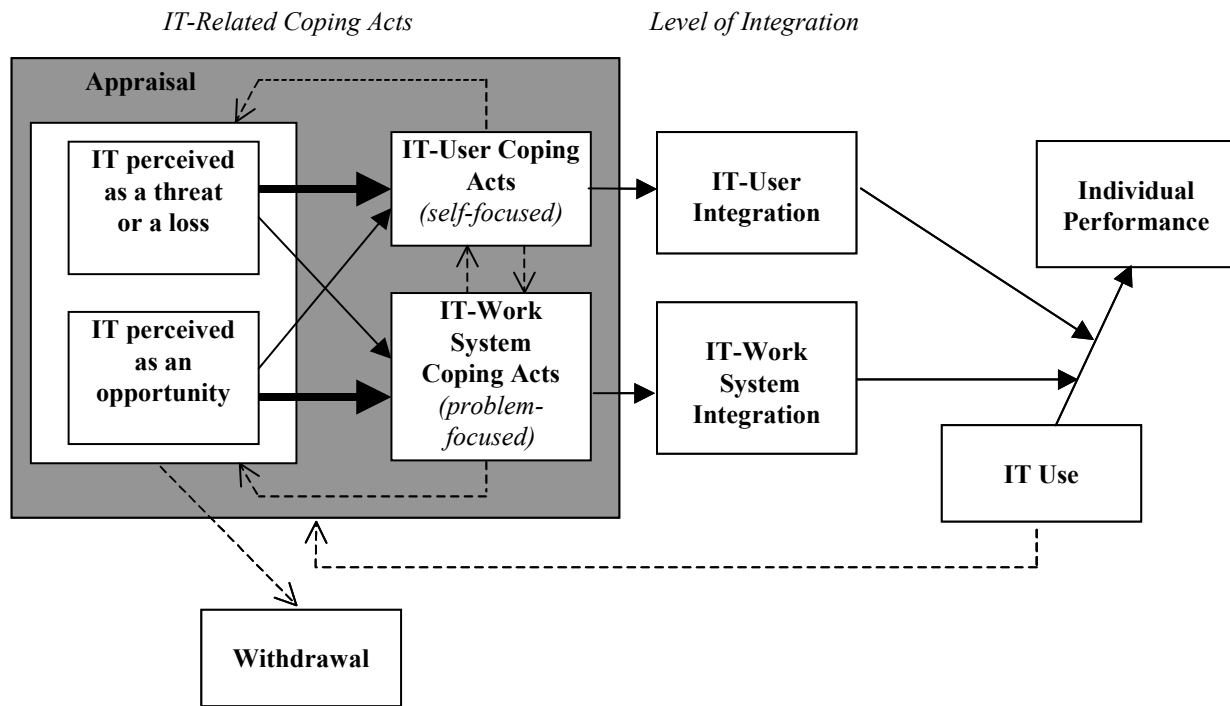 IT-Related Coping Acts
Level of Integration
Appraisal
IT perceived
as a threat
or a loss
IT perceived
as an
opportunity
IT-User Coping
Acts
(self-focused)
IT-Work
System
Coping Acts
(problem-
focused)
IT-User
Integration
IT-Work
System
Integration
Individual
Performance
IT Use
Withdrawal